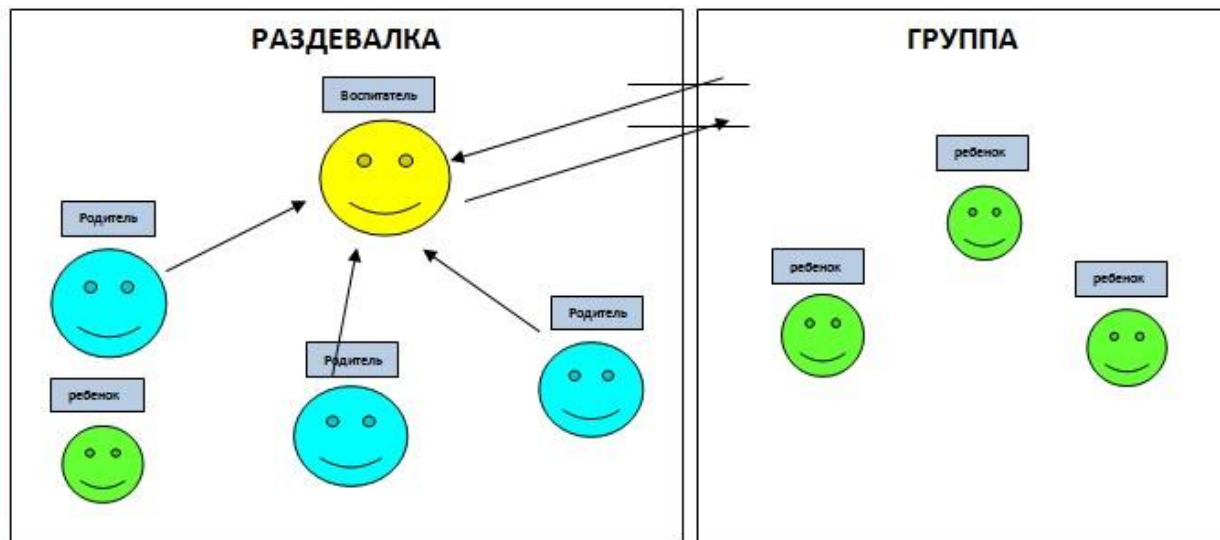 РАЗДЕВАЛКА
ГРУППА
Воспитатель
ребенок
Родитель
ребенок
ребенок
Родитель
Родитель
ребенок